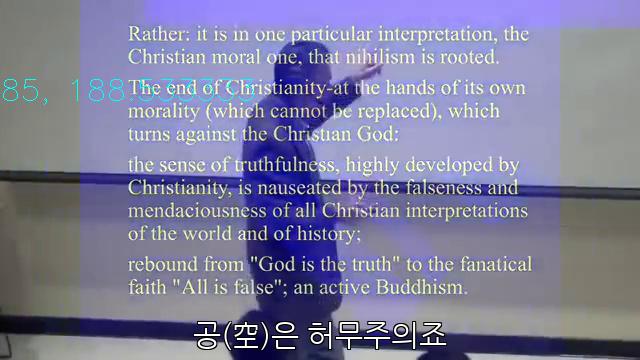 Rather: it is in one particular interpretation, the
Christian moral one, that nihilism is rooted.
The end of Christianity-at the hands of its own
morality (which cannot be replaced), which
turns against the Christian God:
the sense of truthfulness, highly developed by
Christianity, is nauseated by the falseness and
mendaciousness of all Christian interpretations
of the world and of history;
rebound from "God is the truth" to the fanatical
faith "All is false"; an active Buddhism.
공(空)은 허무주의죠